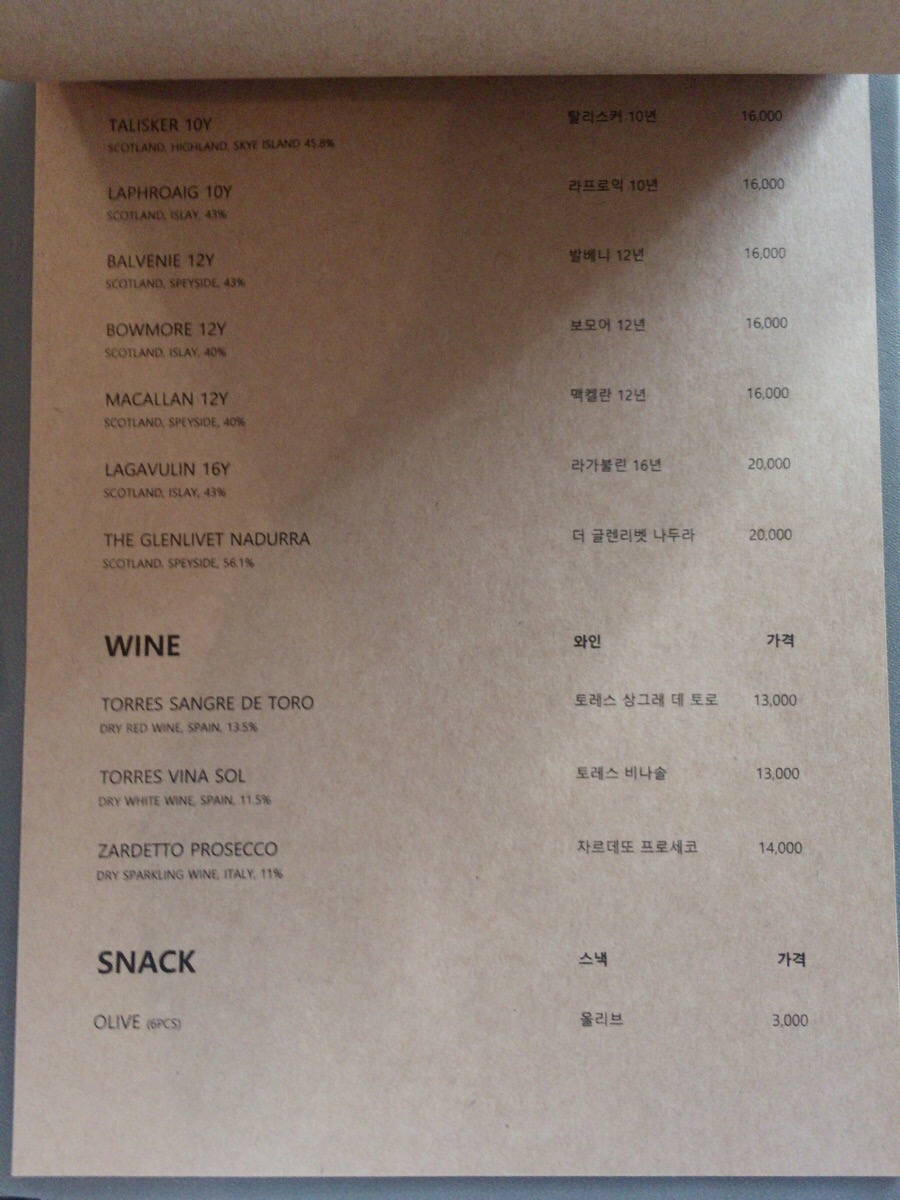 TALISKER 10Y 탈리스커 10년 16,000
SCOTLAND, HIGHLAND, SKYE ISLAND 45.8%
LAPHROAIG 10Y 라프로익 10년 16,000
SCOTLAND, ISLAY, 43%
BALVENIE 12Y 발베니 12년 16,000
SCOTLAND, SPEYSIDE, 43%
BOWMORE 12Y 보모어 12년 16,000
SCOTLAND, ISLAY, 40%
MACALLAN 12Y 맥켈란 12년 16,000
SCOTLAND, SPEYSIDE, 40%
LAGAVULIN 16Y 라가불린 16년 20,000
SCOTLAND, ISLAY, 43%
THE GLENLIVET NADURRA 더 글렌리벳 나두라 20,000
SCOTLAND, SPEYSIDE, 56.1%
WINE 와인 가격
TORRES SANGRE DE TORO 토레스 상그레 데 토로 13,000
DRY RED WINE, SPAIN, 13.5%
TORRES VINA SOL 토레스 비나솔 13,000
DRY WHITE WINE, SPAIN, 11.5%
ZARDETTO PROSECCO 자르데또 프로세코 14,000
DRY SPARKLING WINE, ITALY, 11%
SNACK 스낵 가격
OLIVE (6PCS) 올리브 3,000